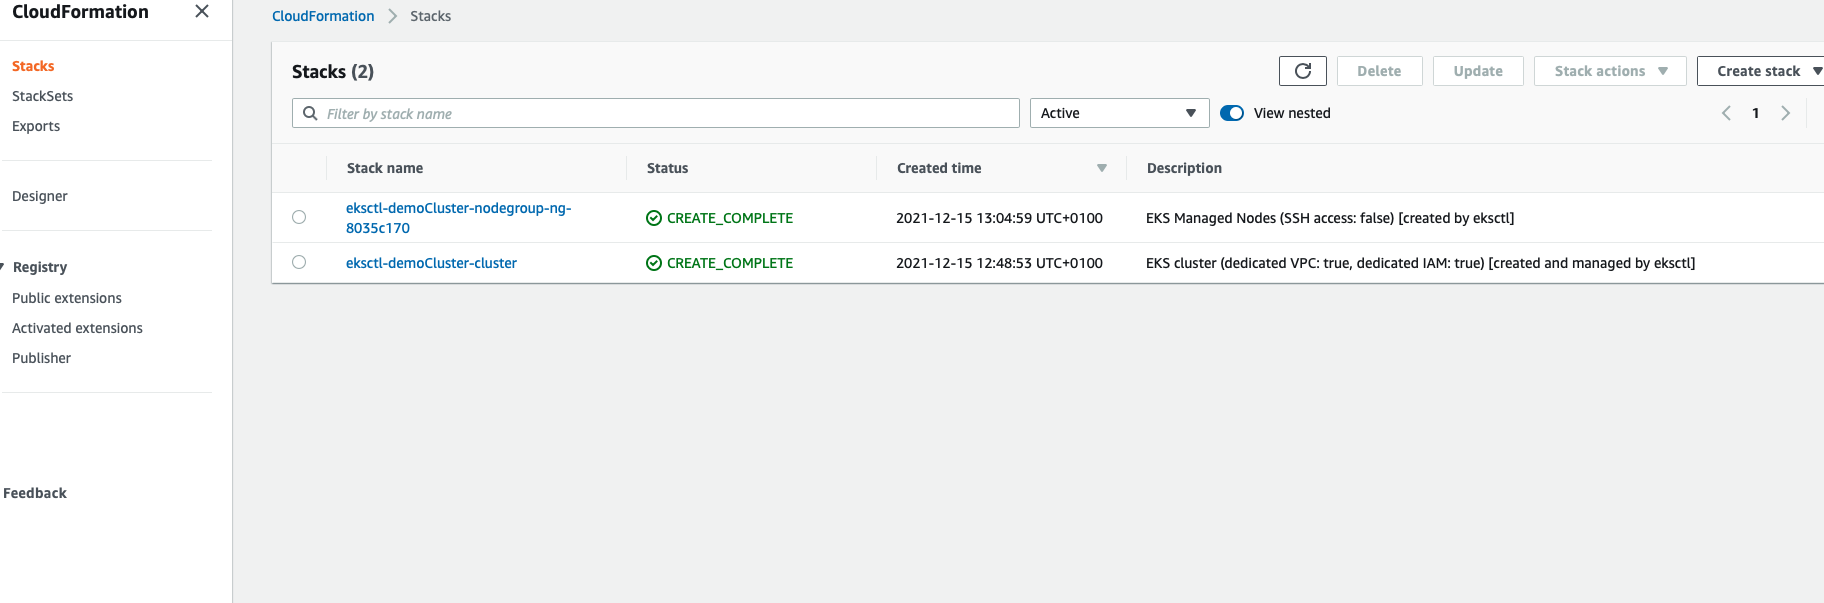 CloudFormation
Stacks
StackSets
Exports
Designer
Registry
Public extensions
Activated extensions
Publisher
Feedback
CloudFormation Stacks
Stacks (2)
Delete Update Stack actions Create stack
Filter by stack name Active View nested 1
Stack name Status Created time Description
eksctl-demoCluster-nodegroup-ng-
8035c170
CREATE_COMPLETE 2021-12-15 13:04:59 UTC+0100 EKS Managed Nodes (SSH access: false) [created by eksctl]
eksctl-demoCluster-cluster CREATE_COMPLETE 2021-12-15 12:48:53 UTC+0100 EKS cluster (dedicated VPC: true, dedicated IAM: true) [created and managed by eksctl]